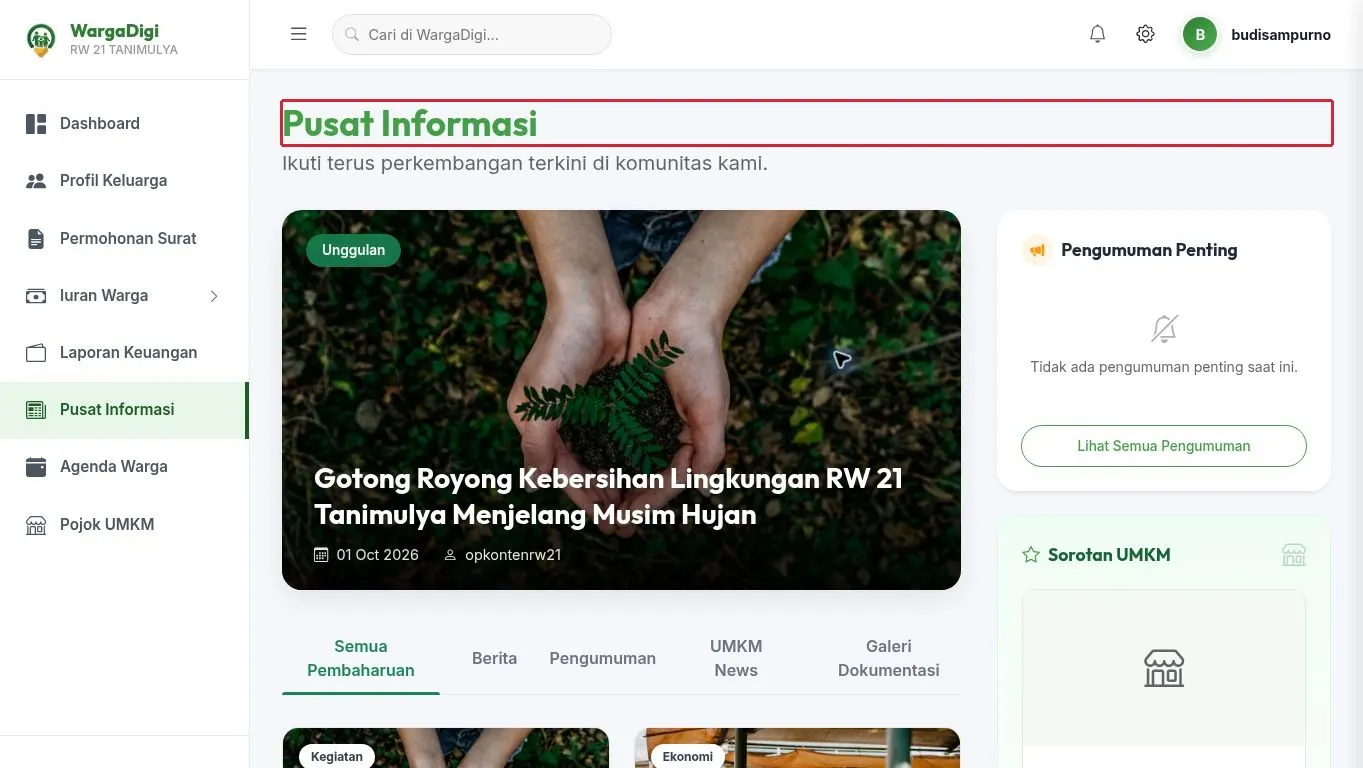 WargaDigi
RW 21 TANIMULYA
Cari di WargaDigi...
B
budisampurno
Dashboard
Profil Keluarga
Permohonan Surat
Iuran Warga
Laporan Keuangan
Pusat Informasi
Agenda Warga
Pojok UMKM
Pusat Informasi
Ikuti terus perkembangan terkini di komunitas kami.
Unggulan
Gotong Royong Kebersihan Lingkungan RW 21
Tanimulya Menjelang Musim Hujan
01 Oct 2026
opkontenrw21
Semua
Pembaharuan
Berita
Pengumuman
UMKM
News
Galeri
Dokumentasi
Kegiatan
Ekonomi
Pengumuman Penting
Tidak ada pengumuman penting saat ini.
Lihat Semua Pengumuman
Sorotan UMKM